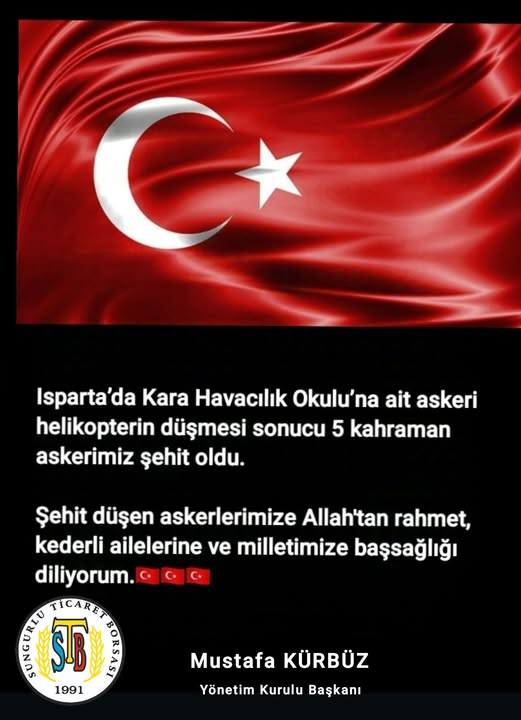 Isparta’da Kara Havacılık Okulu’na ait askeri
helikopterin düşmesi sonucu 5 kahraman
askerimiz şehit oldu.
Şehit düşen askerlerimize Allah'tan rahmet,
kederli ailelerine ve milletimize başsağlığı
diliyorum.🇹🇷🇹🇷🇹🇷
SUNGURLU TİCARET BORSASI
STB
1991
Mustafa KÜRBÜZ
Yönetim Kurulu Başkanı